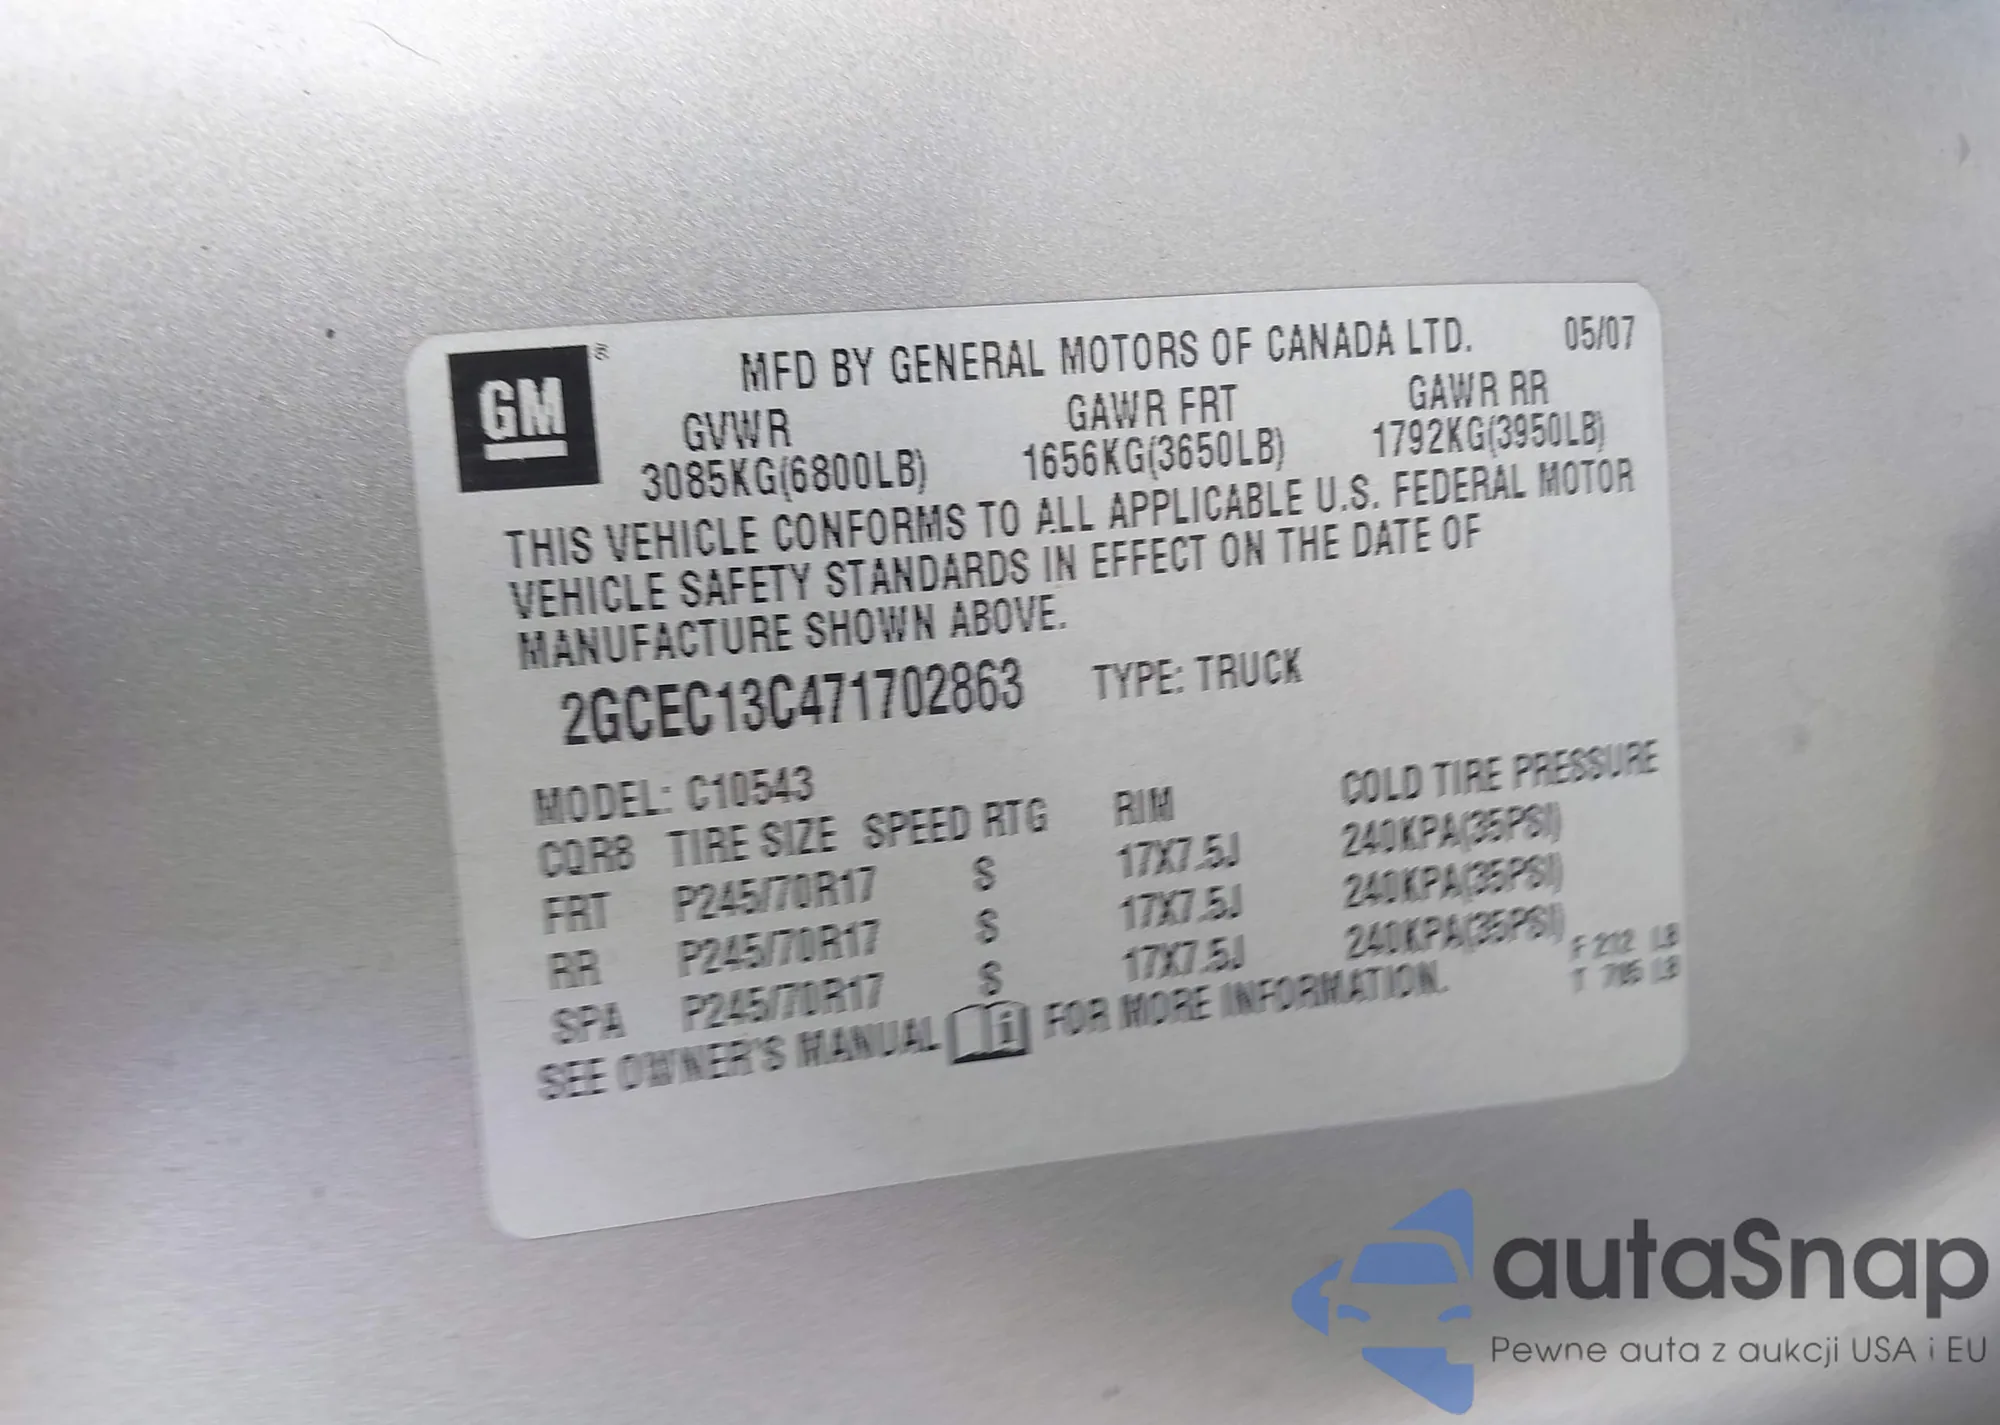 GM ®
MFD BY GENERAL MOTORS OF CANADA LTD. 05/07
GVWR GAWR FRT GAWR RR
3085KG(6800LB) 1656KG(3650LB) 1792KG(3950LB)
THIS VEHICLE CONFORMS TO ALL APPLICABLE U.S. FEDERAL MOTOR
VEHICLE SAFETY STANDARDS IN EFFECT ON THE DATE OF
MANUFACTURE SHOWN ABOVE.
2GCEC13C471702863 TYPE: TRUCK
MODEL: C10543
CQR8 TIRE SIZE SPEED RTG RIM COLD TIRE PRESSURE
FRT P245/70R17 S 17X7.5J 240KPA(35PSI)
RR P245/70R17 S 17X7.5J 240KPA(35PSI)
SPA P245/70R17 S 17X7.5J 240KPA(35PSI)
F 212 LB
T 785 LB
SEE OWNER'S MANUAL FOR MORE INFORMATION.
autaSnap
Pewne auta z aukcji USA i EU